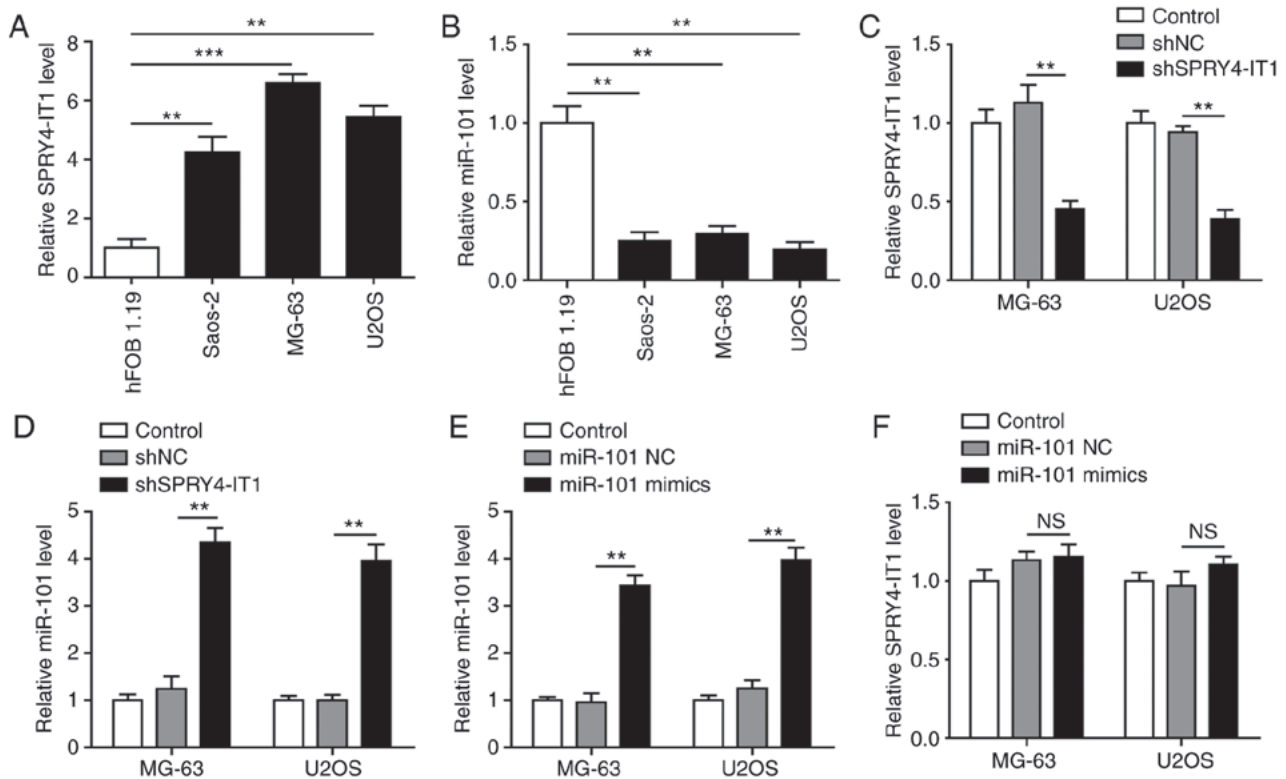 A
Relative SPRY4-IT1 level
8
6
4
2
0
**
***
**
hFOB 1.19
Saos-2
MG-63
U2OS
B
Relative miR-101 level
1.5
1.0
0.5
0.0
**
**
**
hFOB 1.19
Saos-2
MG-63
U2OS
C
Control
shNC
shSPRY4-IT1
Relative SPRY4-IT1 level
1.5
1.0
0.5
0.0
**
**
MG-63
U2OS
D
Control
shNC
shSPRY4-IT1
Relative miR-101 level
5
4
3
2
1
0
**
**
MG-63
U2OS
E
Control
miR-101 NC
miR-101 mimics
Relative miR-101 level
5
4
3
2
1
0
**
**
MG-63
U2OS
F
Control
miR-101 NC
miR-101 mimics
Relative SPRY4-IT1 level
1.5
1.0
0.5
0.0
NS
NS
MG-63
U2OS